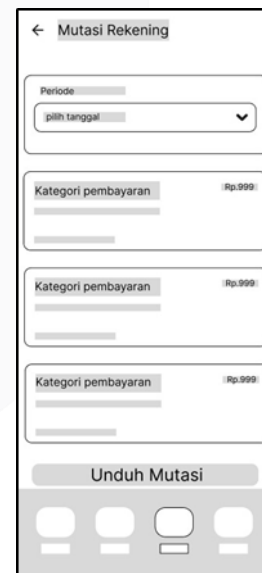 Mutasi Rekening
Periode
pilih tanggal
Kategori pembayaran Rp.999
Kategori pembayaran Rp.999
Kategori pembayaran Rp.999
Unduh Mutasi